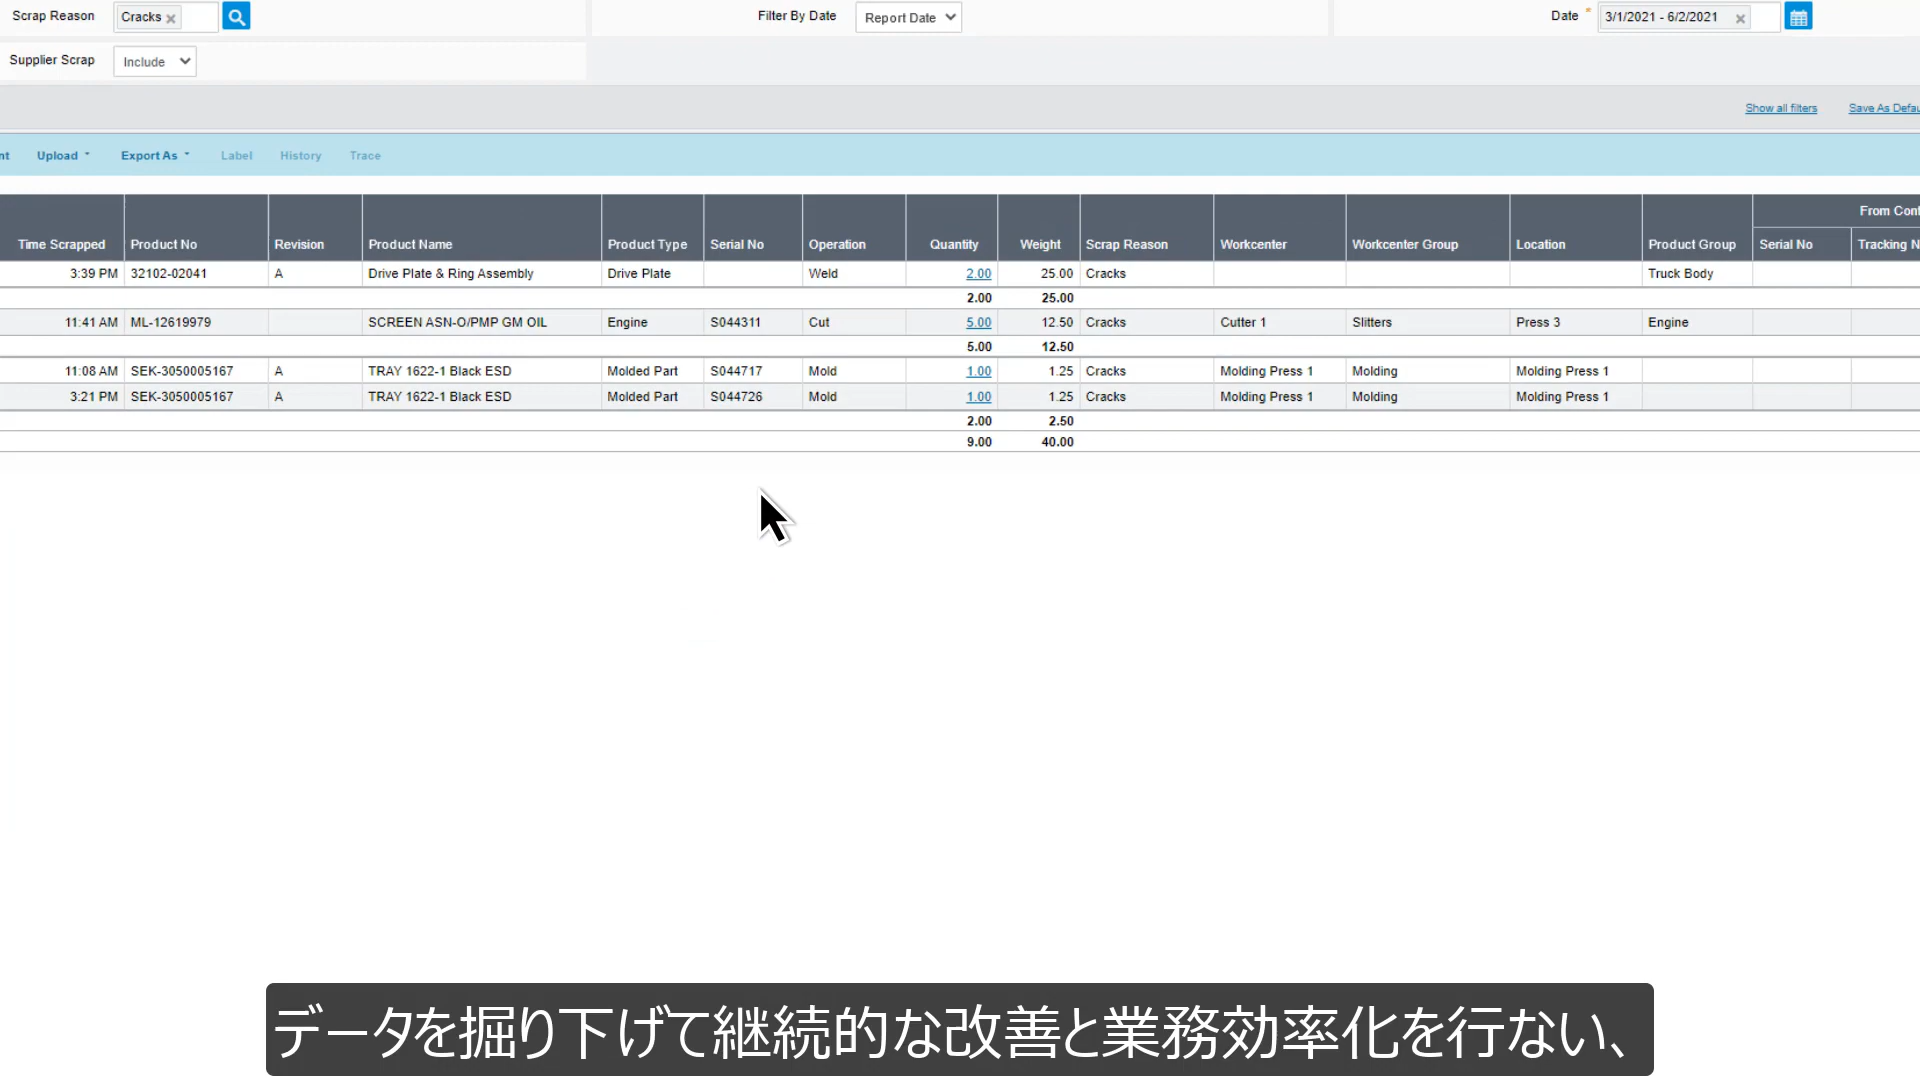 Scrap Reason Cracks × Filter By Date Report Date Date * 3/1/2021 - 6/2/2021 ×
Supplier Scrap Include
Show all filters Save As Defau
nt Upload Export As Label History Trace
From Cont
Time Scrapped Product No Revision Product Name Product Type Serial No Operation Quantity Weight Scrap Reason Workcenter Workcenter Group Location Product Group Serial No Tracking N
3:39 PM 32102-02041 A Drive Plate & Ring Assembly Drive Plate Weld 2.00 25.00 Cracks Truck Body
2.00 25.00
11:41 AM ML-12619979 SCREEN ASN-O/PMP GM OIL Engine S044311 Cut 5.00 12.50 Cracks Cutter 1 Slitters Press 3 Engine
5.00 12.50
11:08 AM SEK-3050005167 A TRAY 1622-1 Black ESD Molded Part S044717 Mold 1.00 1.25 Cracks Molding Press 1 Molding Molding Press 1
3:21 PM SEK-3050005167 A TRAY 1622-1 Black ESD Molded Part S044726 Mold 1.00 1.25 Cracks Molding Press 1 Molding Molding Press 1
2.00 2.50
9.00 40.00
データを掘り下げて継続的な改善と業務効率化を行ない、